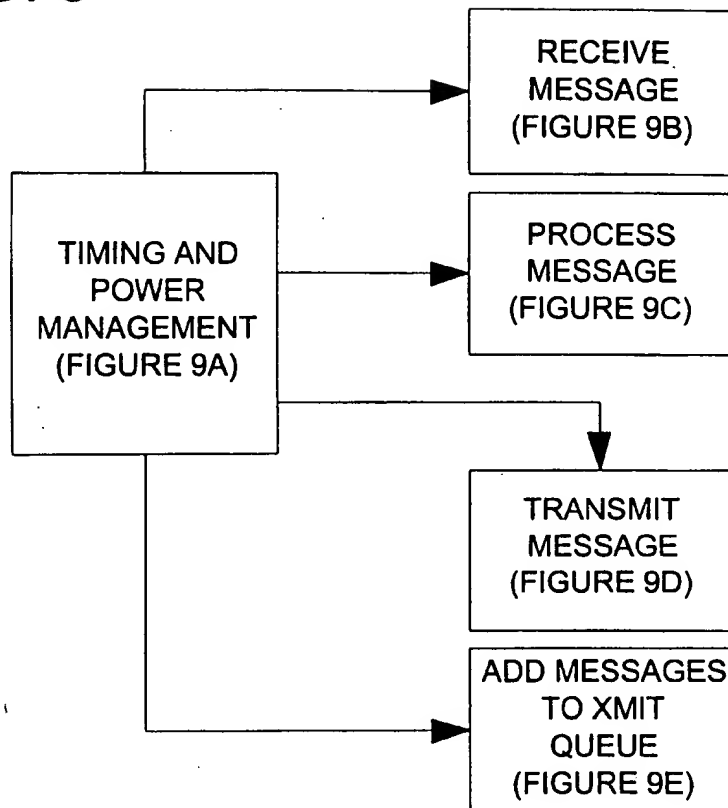 RECEIVE
MESSAGE
(FIGURE 9B)
TIMING AND
POWER
MANAGEMENT
(FIGURE 9A)
PROCESS
MESSAGE
(FIGURE 9C)
TRANSMIT
MESSAGE
(FIGURE 9D)
ADD MESSAGES
TO XMIT
QUEUE
(FIGURE 9E)